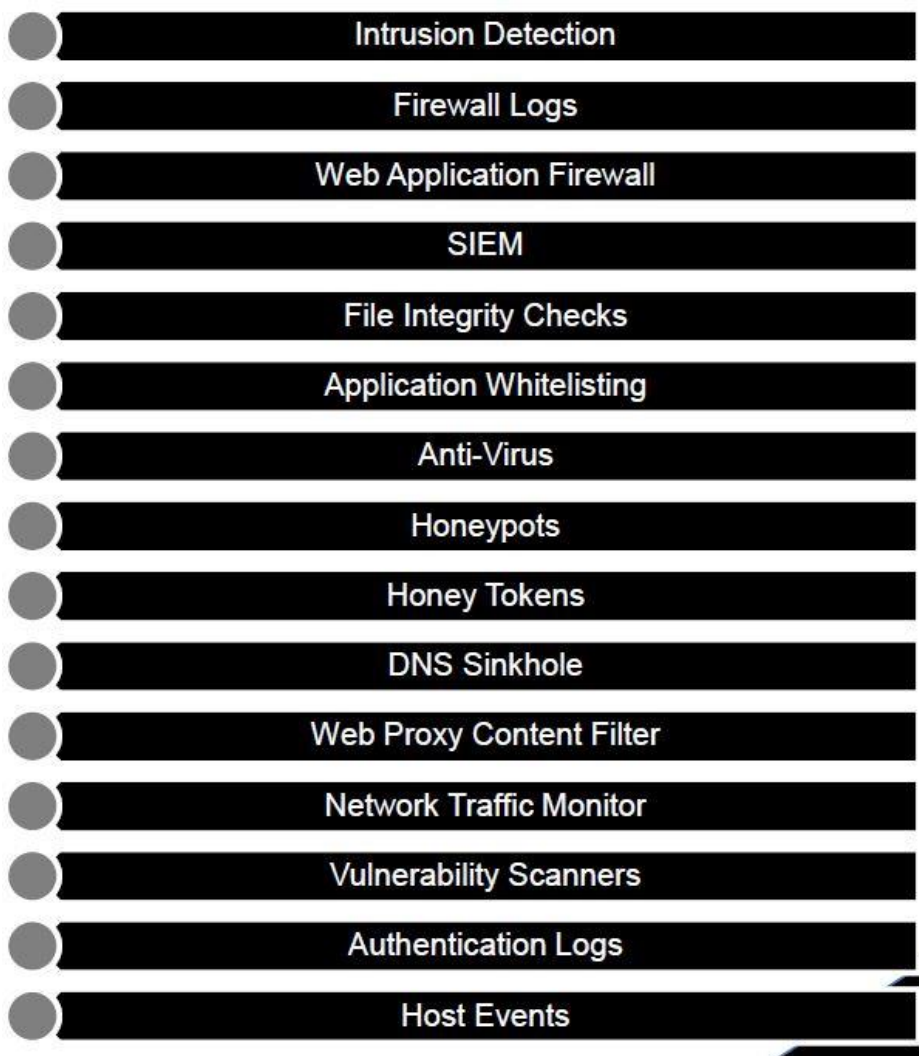 Intrusion Detection
Firewall Logs
Web Application Firewall
SIEM
File Integrity Checks
Application Whitelisting
Anti-Virus
Honeypots
Honey Tokens
DNS Sinkhole
Web Proxy Content Filter
Network Traffic Monitor
Vulnerability Scanners
Authentication Logs
Host Events